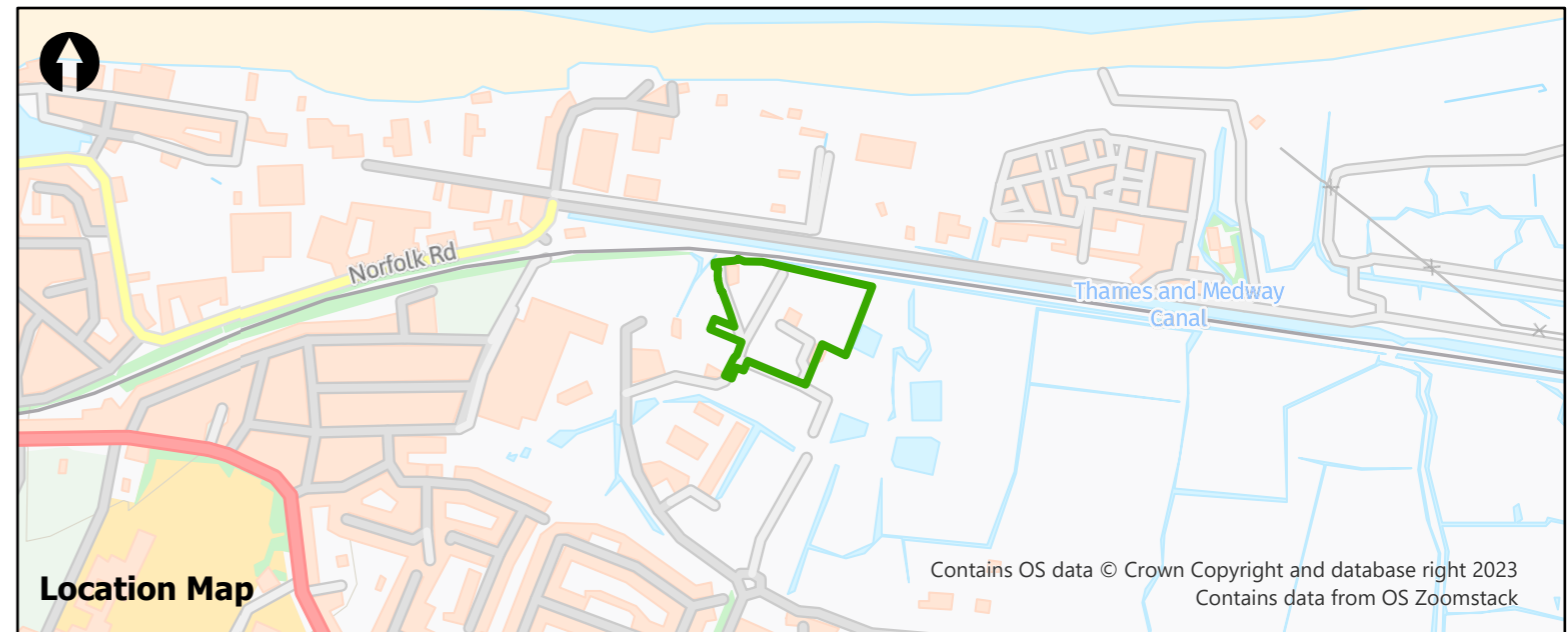 Norfolk Rd
Thames and Medway
Canal
Location Map
Contains OS data © Crown Copyright and database right 2023
Contains data from OS Zoomstack